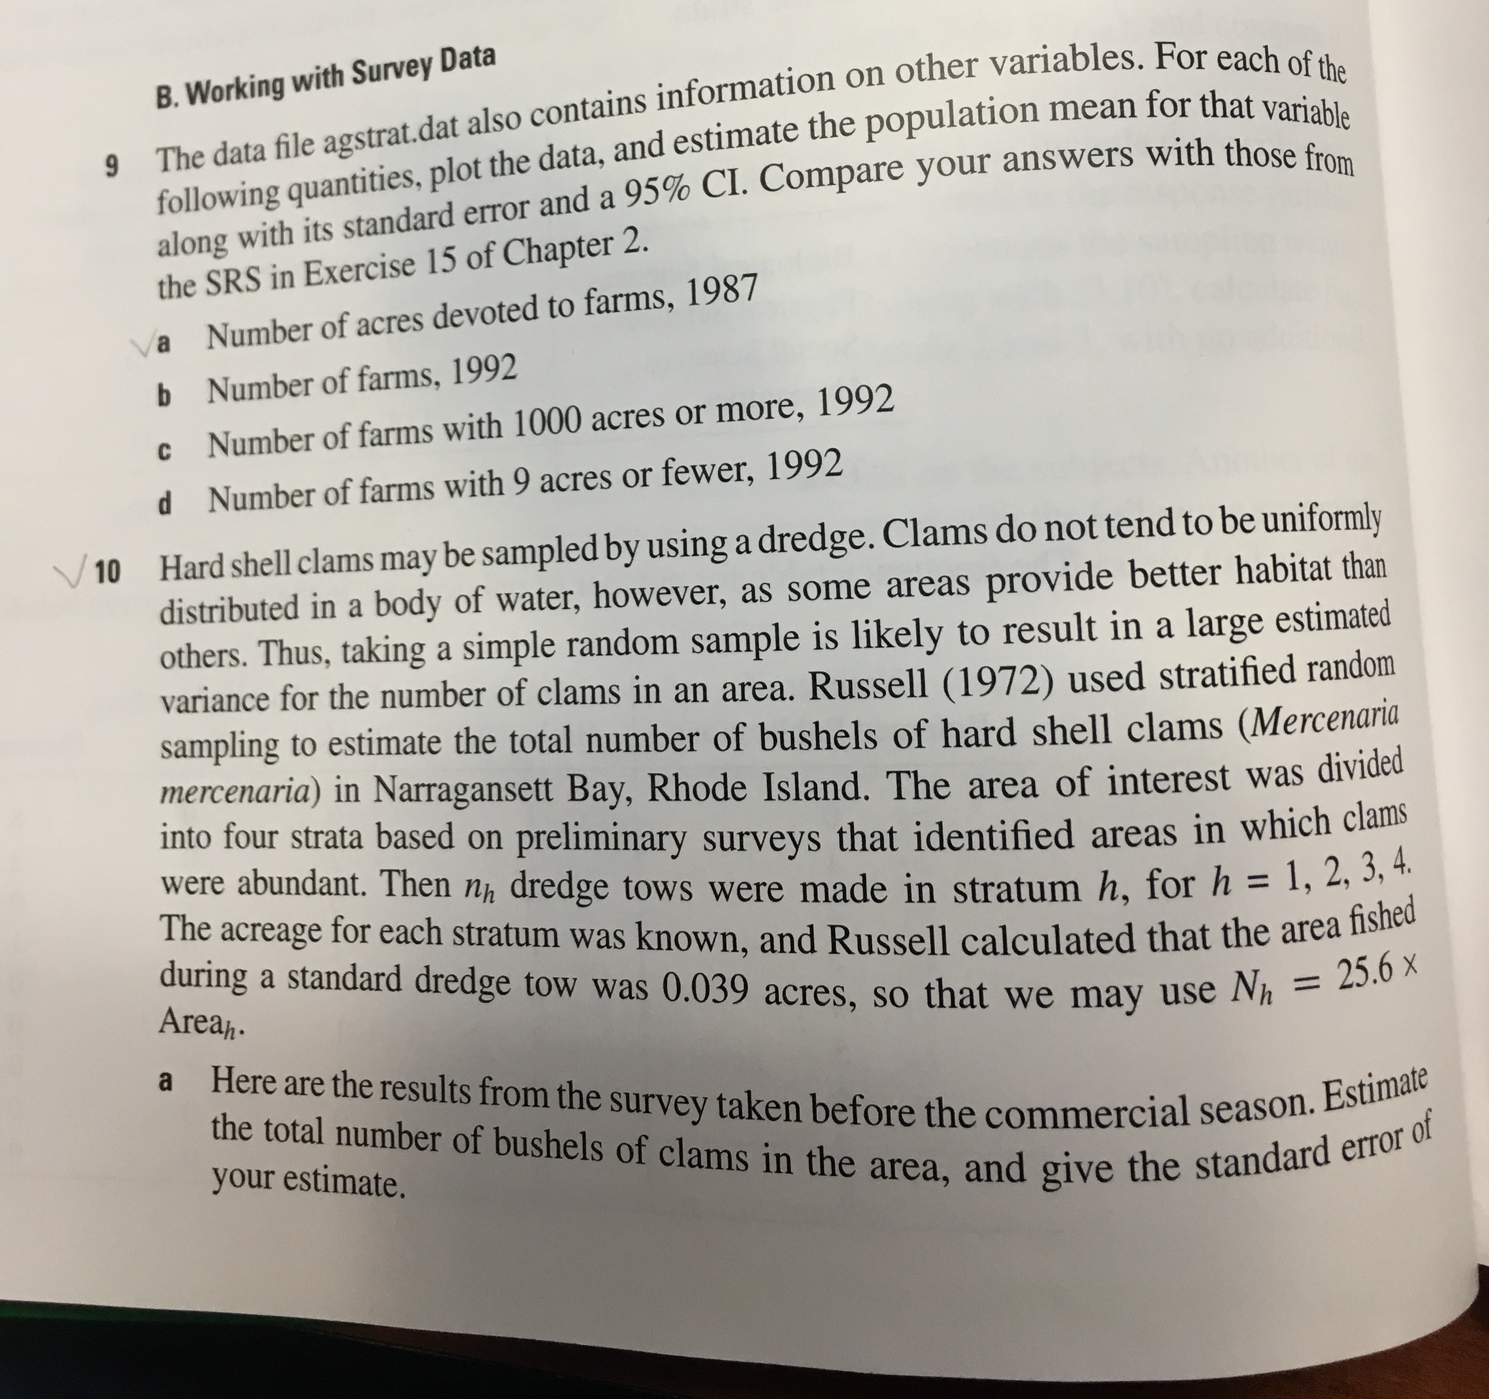 B. Working with Survey Data
9 The data file agstrat.dat also contains information on other variables. For each of the
following quantities, plot the data, and estimate the population mean for that variable
along with its standard error and a 95% CI. Compare your answers with those from
the SRS in Exercise 15 of Chapter 2.
a Number of acres devoted to farms, 1987
b Number of farms, 1992
c Number of farms with 1000 acres or more, 1992
d Number of farms with 9 acres or fewer, 1992
10 Hard shell clams may be sampled by using a dredge. Clams do not tend to be uniformly
distributed in a body of water, however, as some areas provide better habitat than
others. Thus, taking a simple random sample is likely to result in a large estimated
variance for the number of clams in an area. Russell (1972) used stratified random
sampling to estimate the total number of bushels of hard shell clams (Mercenaria
mercenaria) in Narragansett Bay, Rhode Island. The area of interest was divided
into four strata based on preliminary surveys that identified areas in which clams
were abundant. Then nₕ dredge tows were made in stratum h, for h = 1, 2, 3, 4.
The acreage for each stratum was known, and Russell calculated that the area fished
during a standard dredge tow was 0.039 acres, so that we may use Nₕ = 25.6 ×
Areaₕ.
a Here are the results from the survey taken before the commercial season. Estimate
the total number of bushels of clams in the area, and give the standard error of
your estimate.